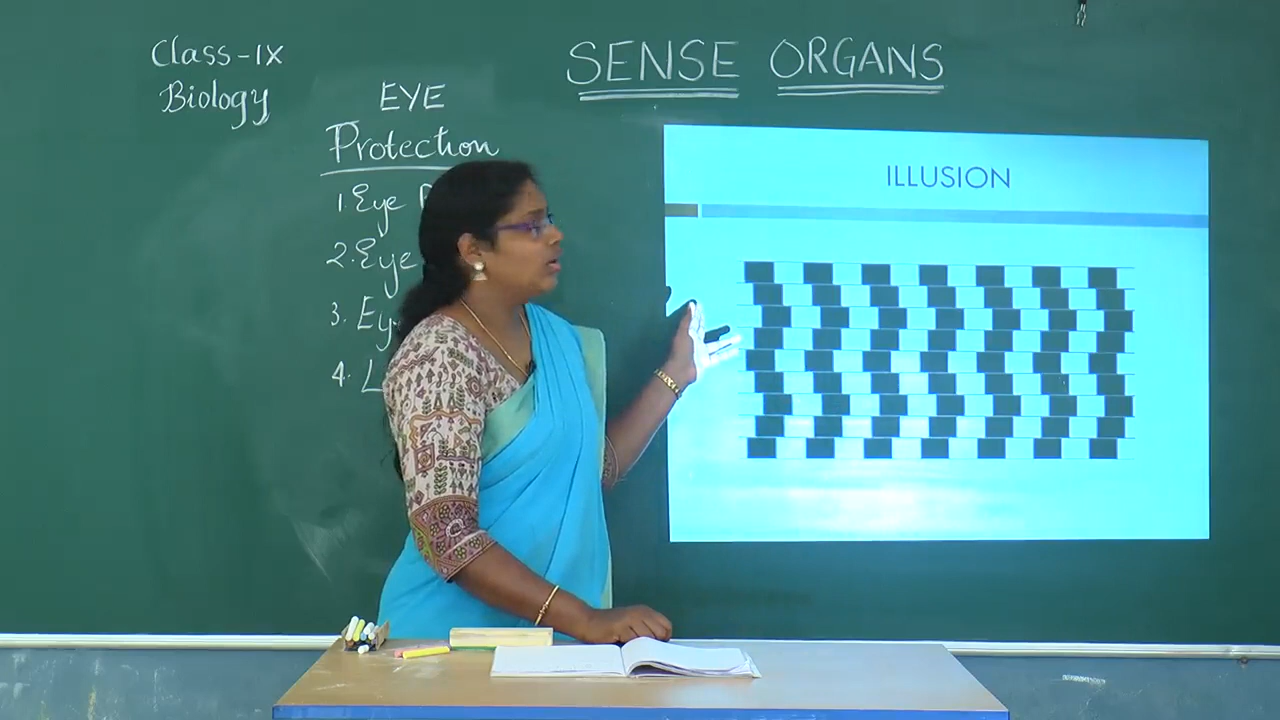 Class-IX
Biology
SENSE ORGANS
EYE
Protection
1. Eye
2. Eye
3.
4.
ILLUSION